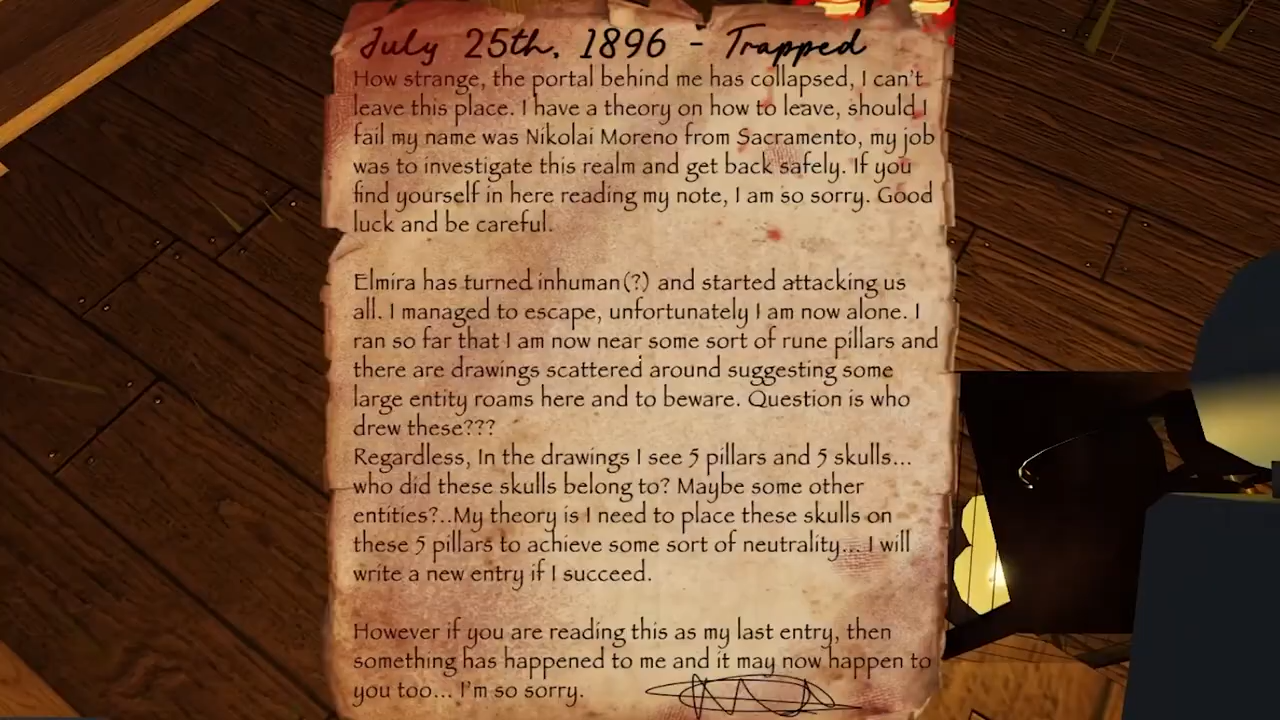 July 25th, 1896 - Trapped
How strange, the portal behind me has collapsed, I can't
leave this place. I have a theory on how to leave, should I
fail my name was Nikolai Moreno from Sacramento, my job
was to investigate this realm and get back safely. If you
find yourself in here reading my note, I am so sorry. Good
luck and be careful.
Elmira has turned inhuman(?) and started attacking us
all. I managed to escape, unfortunately I am now alone. I
ran so far that I am now near some sort of rune pillars and
there are drawings scattered around suggesting some
large entity roams here and to beware. Question is who
drew these???
Regardless, In the drawings I see 5 pillars and 5 skulls...
who did these skulls belong to? Maybe some other
entities?..My theory is I need to place these skulls on
these 5 pillars to achieve some sort of neutrality... I will
write a new entry if I succeed.
However if you are reading this as my last entry, then
something has happened to me and it may now happen to
you too... I'm so sorry.